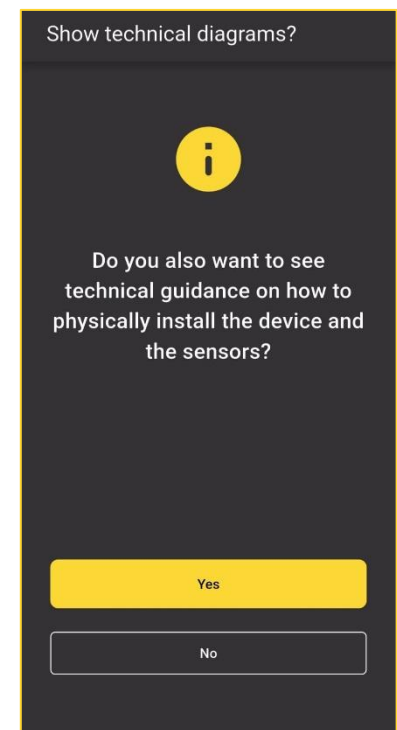 Show technical diagrams?
Do you also want to see
technical guidance on how to
physically install the device and
the sensors?
Yes
No